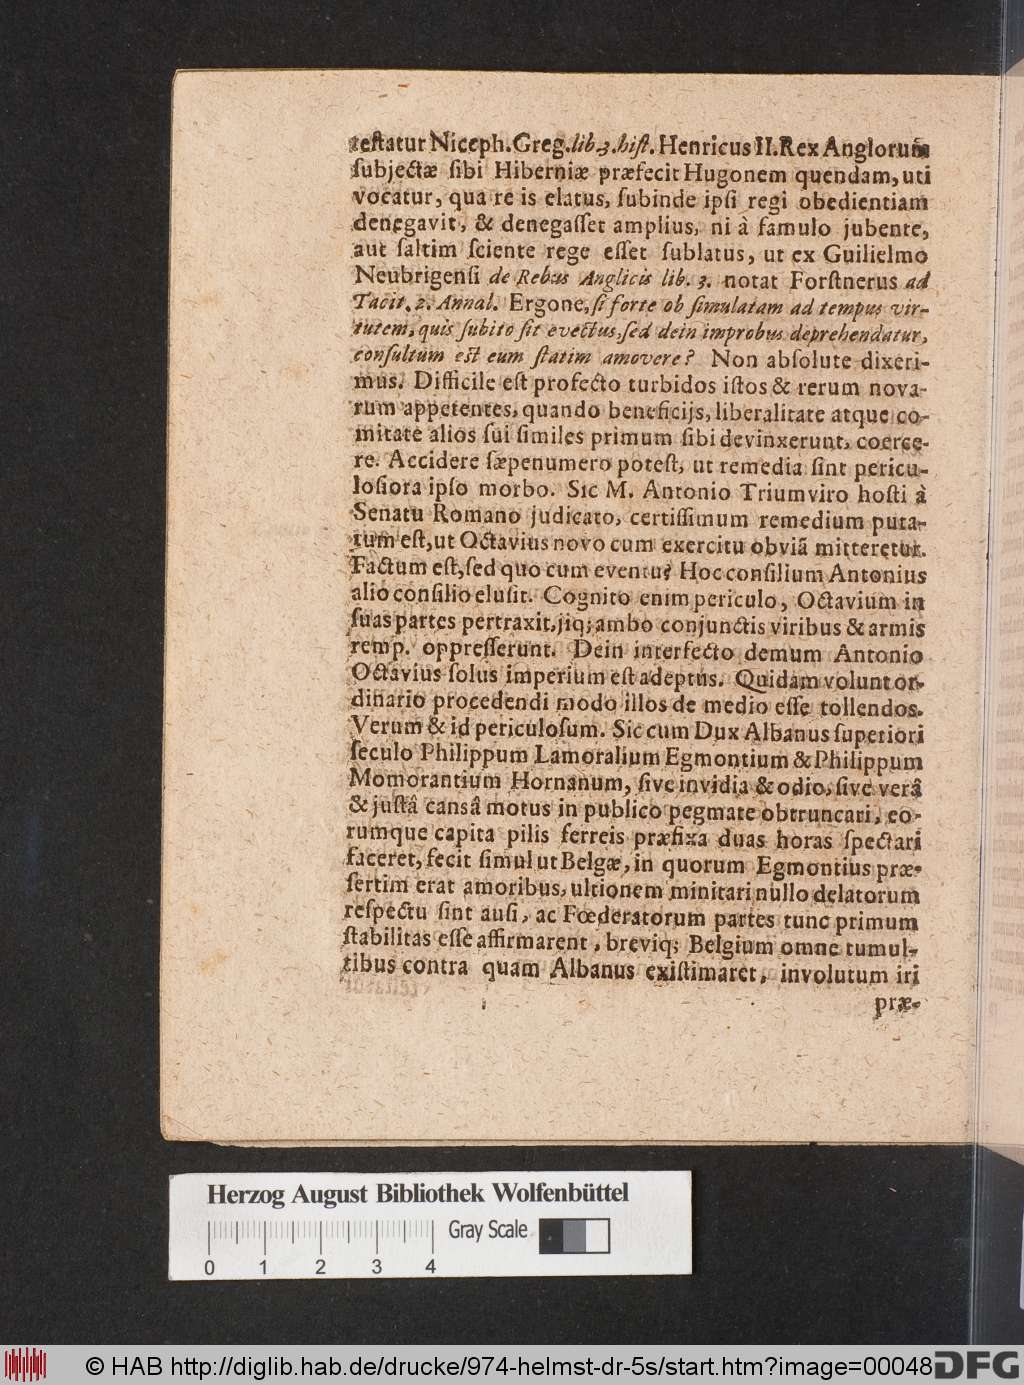 testatur Niceph. Greg. lib 3. hist. Henricus II. Rex Anglorum
subjectæ sibi Hiberniæ præfecit Hugonem quendam, uti
vocatur, qua re is elatus, subinde ipsi regi obedientiam
denegavit, & denegasset amplius, ni à famulo jubente,
aut saltim sciente rege esset sublatus, ut ex Guilielmo
Neubrigensi de Rebus Anglicis lib. 3. notat Forstnerus ad
Tacit. 2. Annal. Ergone, si forte ob simulatam ad tempus vir-
tutem, quis subito sit evectus, sed dein improbus deprehendatur,
consultum est eum statim amovere? Non absolute dixeri-
mus. Difficile est profecto turbidos istos & rerum nova-
rum appetentes, quando beneficijs, liberalitate atque co-
mitate alios sui similes primum sibi devinxerunt, coerce-
re. Accidere sæpenumero potest, ut remedia sint pericu-
losiora ipso morbo. Sic M. Antonio Triumviro hosti à
Senatu Romano judicato, certissimum remedium puta-
tum est, ut Octavius novo cum exercitu obviã mitteretur.
Factum est, sed quo cum eventu? Hoc consilium Antonius
alio consilio elusit. Cognito enim periculo, Octavium in
suas partes pertraxit, jiq; ambo conjunctis viribus & armis
remp. oppresserunt. Dein interfecto demum Antonio
Octavius solus imperium est adeptus. Quidam volunt or-
dinario procedendi modo illos de medio esse tollendos.
Verum & id periculosum. Sic cum Dux Albanus superiori
seculo Philippum Lamoralium Egmontium & Philippum
Momorantium Hornanum, sive invidia & odio, sive verâ
& justâ cansâ motus in publico pegmate obtruncari, eo-
rumque capita pilis ferreis præfixa duas horas spectari
faceret, fecit simul ut Belgæ, in quorum Egmontius præ-
sertim erat amoribus, ultionem minitari nullo delatorum
respectu sint ausi, ac Fœderatorum partes tunc primum
stabilitas esse affirmarent, breviq; Belgium omne tumul-
tibus contra quam Albanus existimaret, involutum iri
præ-
Herzog August Bibliothek Wolfenbüttel
Gray Scale
0 1 2 3 4
© HAB http://diglib.hab.de/drucke/974-helmst-dr-5s/start.htm?image=00048
DFG